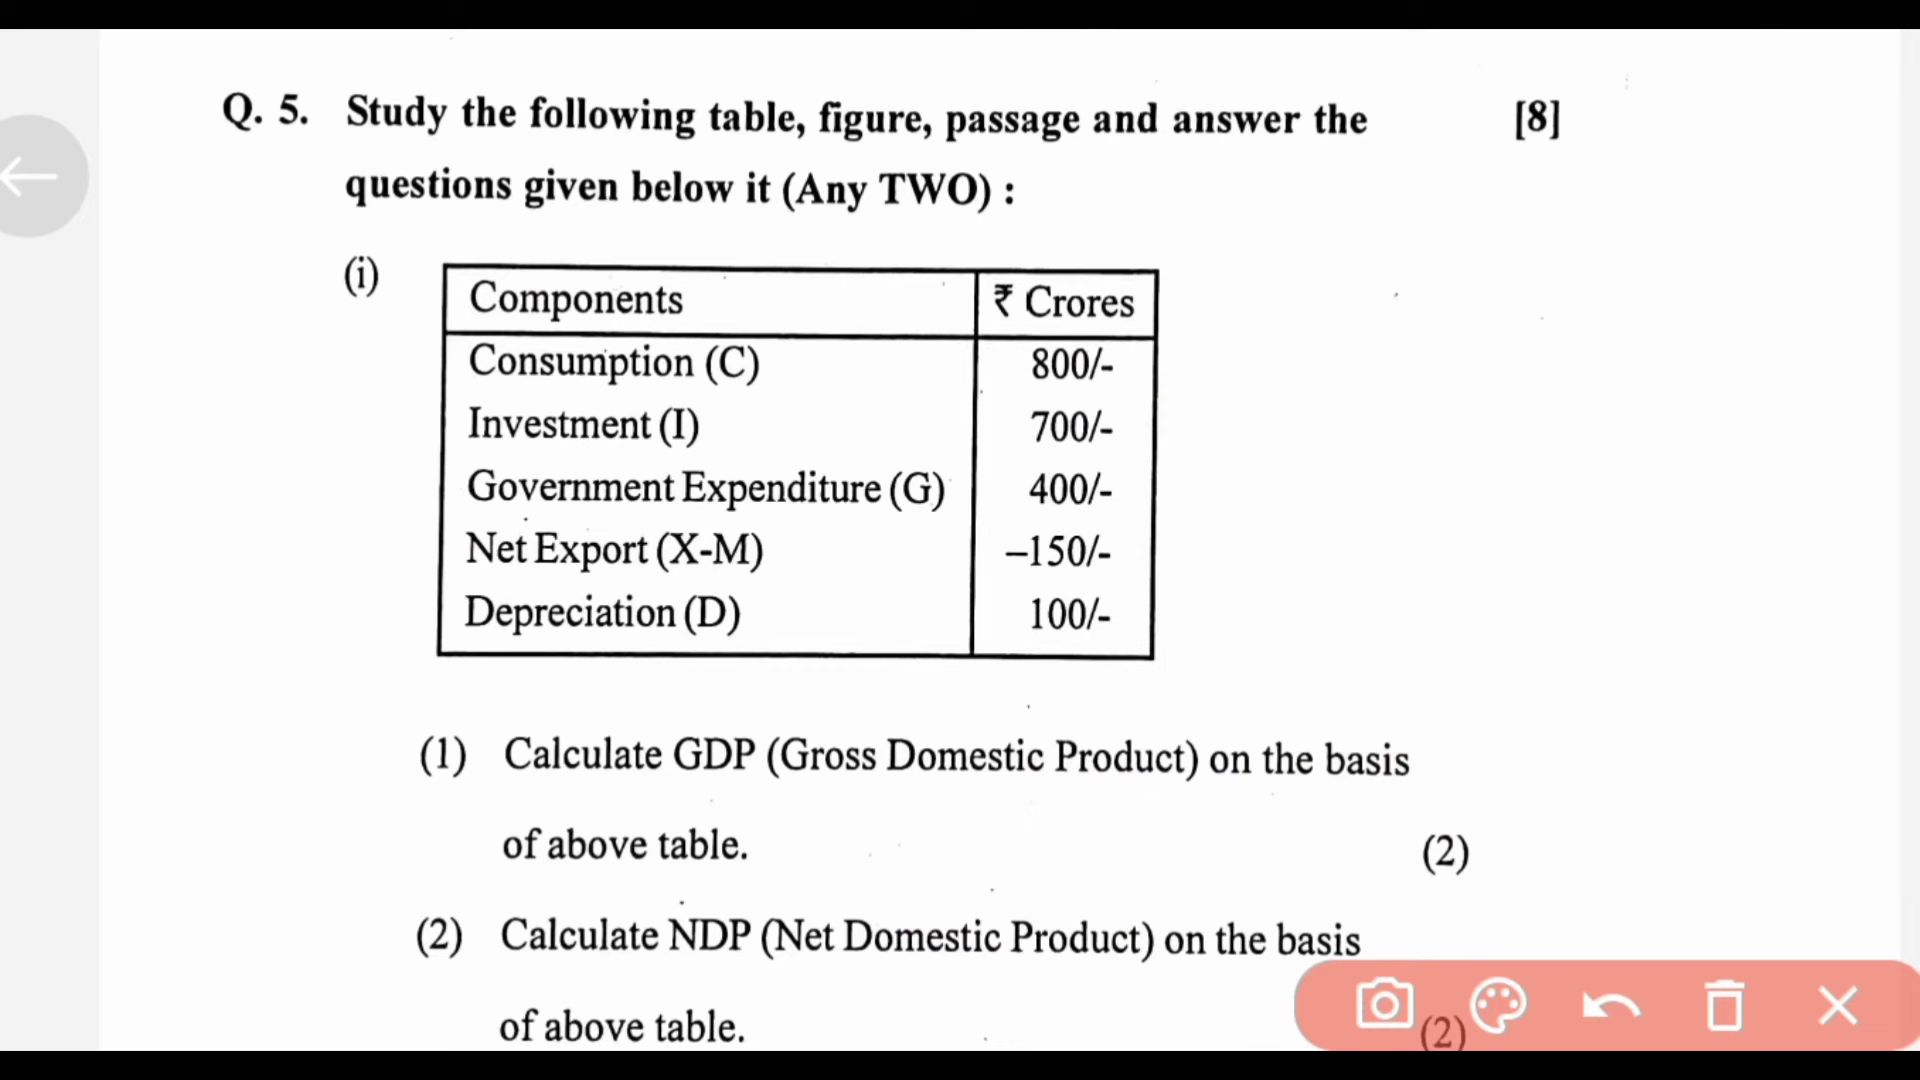 Q. 5. Study the following table, figure, passage and answer the [8]
questions given below it (Any TWO) :
(i)
Components ₹ Crores
Consumption (C) 800/-
Investment (I) 700/-
Government Expenditure (G) 400/-
Net Export (X-M) –150/-
Depreciation (D) 100/-
(1) Calculate GDP (Gross Domestic Product) on the basis
of above table. (2)
(2) Calculate NDP (Net Domestic Product) on the basis
of above table. (2)